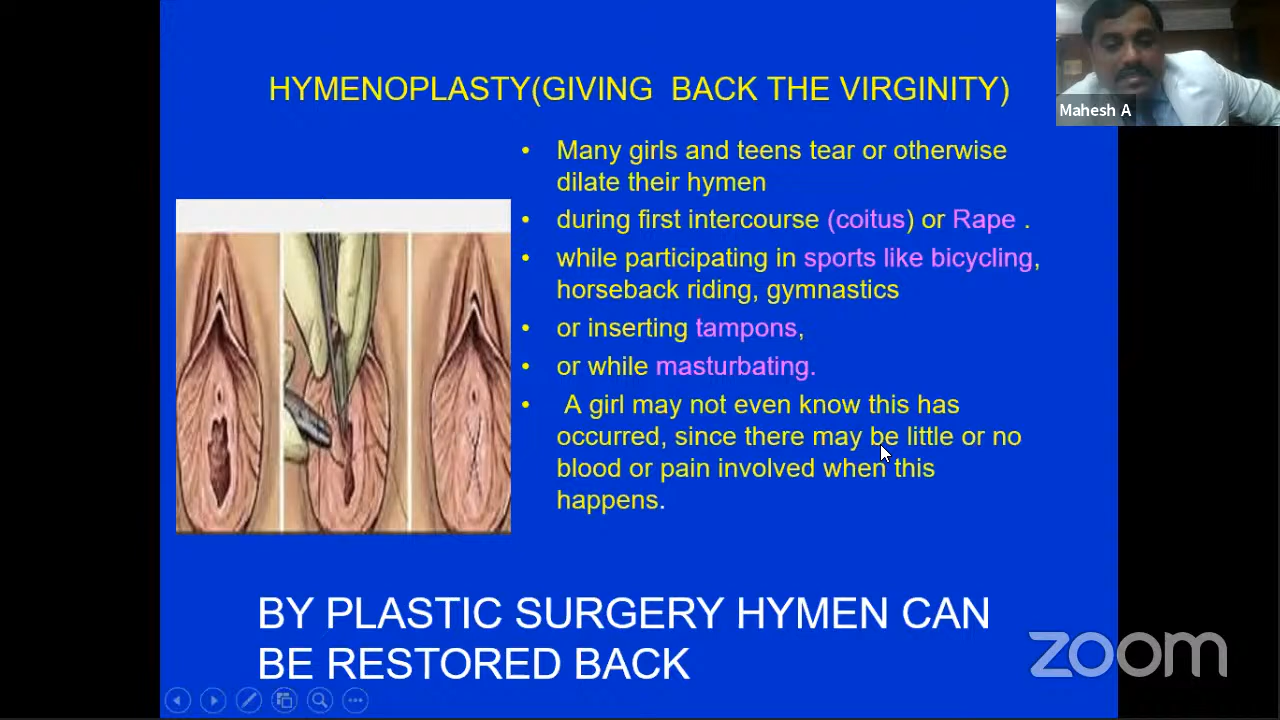 HYMENOPLASTY(GIVING BACK THE VIRGINITY)
Mahesh A
• Many girls and teens tear or otherwise
dilate their hymen
• during first intercourse (coitus) or Rape .
• while participating in sports like bicycling,
horseback riding, gymnastics
• or inserting tampons,
• or while masturbating.
• A girl may not even know this has
occurred, since there may be little or no
blood or pain involved when this
happens.
BY PLASTIC SURGERY HYMEN CAN
BE RESTORED BACK
zoom